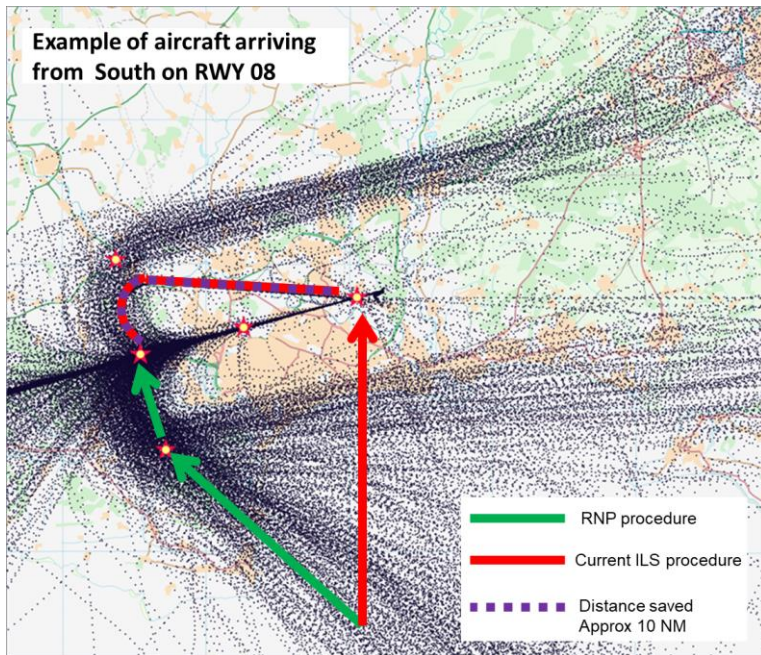 Example of aircraft arriving
from South on RWY 08
RNP procedure
Current ILS procedure
Distance saved
Approx 10 NM